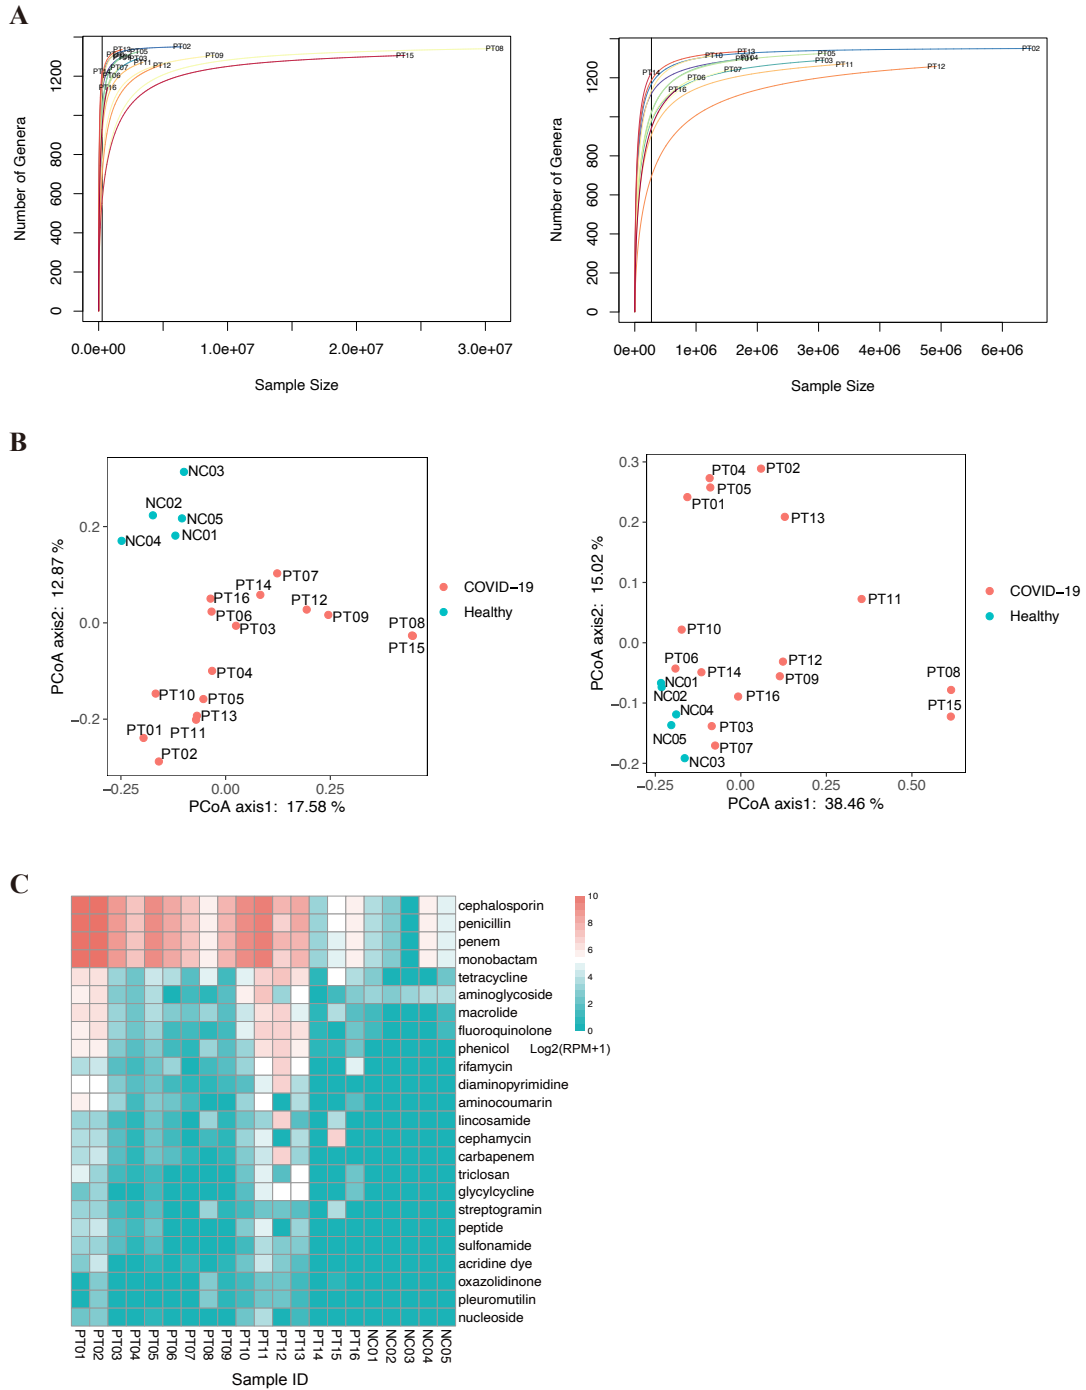 A
Number of Genera
0
200
400
600
800
1200
PT13
PT02
PT05
PT03
PT09
PT08
PT15
PT11
PT12
PT07
PT14
PT06
PT16
0.0e+00
1.0e+07
2.0e+07
3.0e+07
Sample Size
Number of Genera
0
200
400
600
800
1200
PT10
PT13
PT04
PT05
PT02
PT03
PT11
PT12
PT07
PT14
PT06
PT16
0e+00
1e+06
2e+06
3e+06
4e+06
5e+06
6e+06
Sample Size
B
PCoA axis2: 12.87 %
0.2
0.0
−0.2
NC03
NC02
NC05
NC01
NC04
PT07
PT14
PT16
PT12
PT06
PT09
PT03
PT08
PT15
PT04
PT10
PT05
PT13
PT01
PT11
PT02
−0.25
0.00
0.25
PCoA axis1: 17.58 %
COVID−19
Healthy
PCoA axis2: 15.02 %
0.3
0.2
0.1
0.0
−0.1
−0.2
PT04
PT02
PT05
PT01
PT13
PT11
PT10
PT06
PT14
PT12
PT09
PT08
NC01
NC02
PT16
PT15
NC04
NC05
PT03
PT07
NC03
−0.25
0.00
0.25
0.50
PCoA axis1: 38.46 %
COVID−19
Healthy
C
cephalosporin
penicillin
penem
monobactam
tetracycline
aminoglycoside
macrolide
fluoroquinolone
phenicol
rifamycin
diaminopyrimidine
aminocoumarin
lincosamide
cephamycin
carbapenem
triclosan
glycylcycline
streptogramin
peptide
sulfonamide
acridine dye
oxazolidinone
pleuromutilin
nucleoside
10
8
6
4
2
0
Log2(RPM+1)
PT01
PT02
PT03
PT04
PT05
PT06
PT07
PT08
PT09
PT10
PT11
PT12
PT13
PT14
PT15
PT16
NC01
NC02
NC03
NC04
NC05
Sample ID